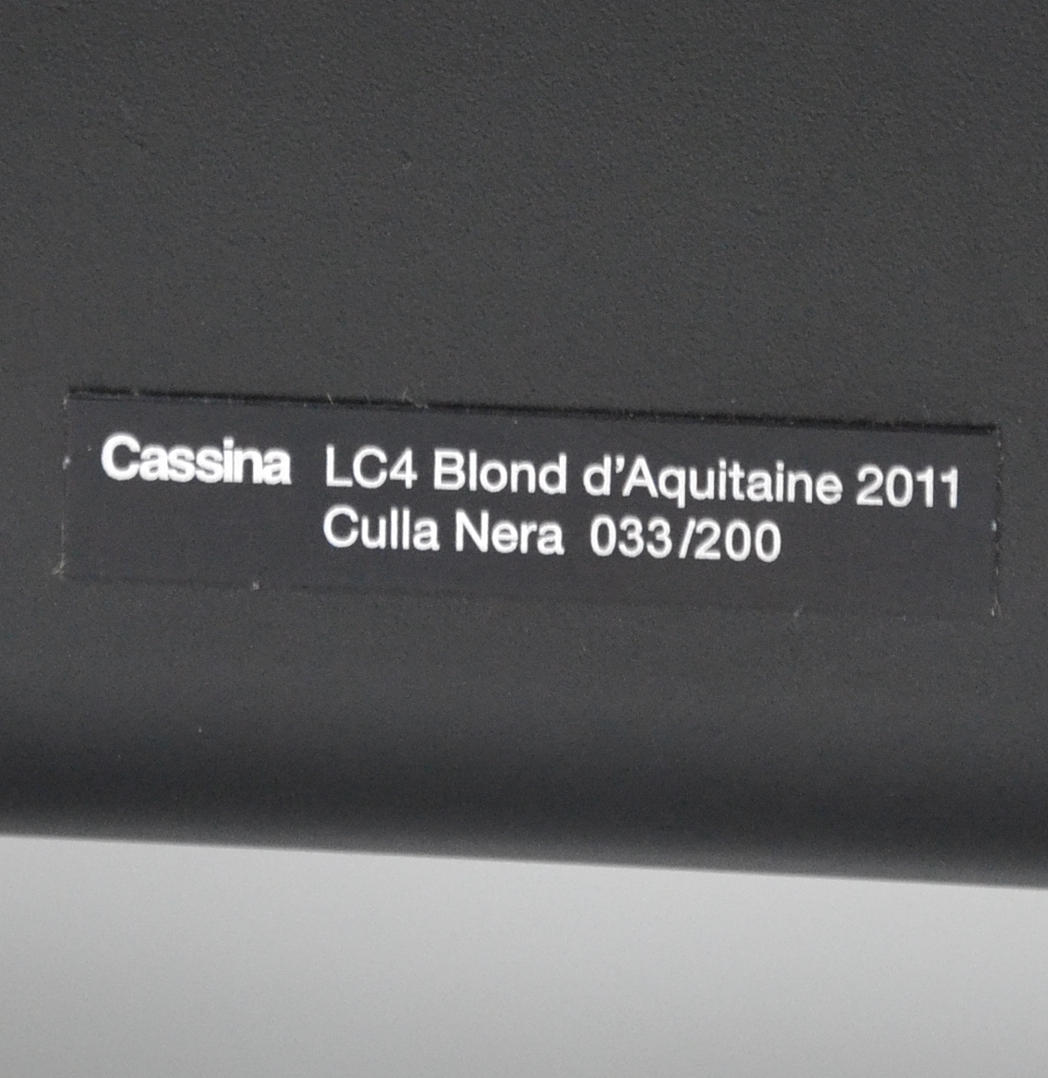 Cassina LC4 Blond d'Aquitaine 2011
Culla Nera 033/200